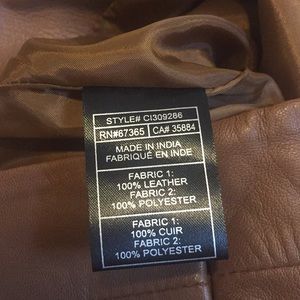 STYLE# CI309286
RN#67365 CA# 35884
MADE IN INDIA
FABRIQUÉ EN INDE
FABRIC 1:
100% LEATHER
FABRIC 2:
100% POLYESTER
FABRIC 1:
100% CUIR
FABRIC 2:
100% POLYESTER